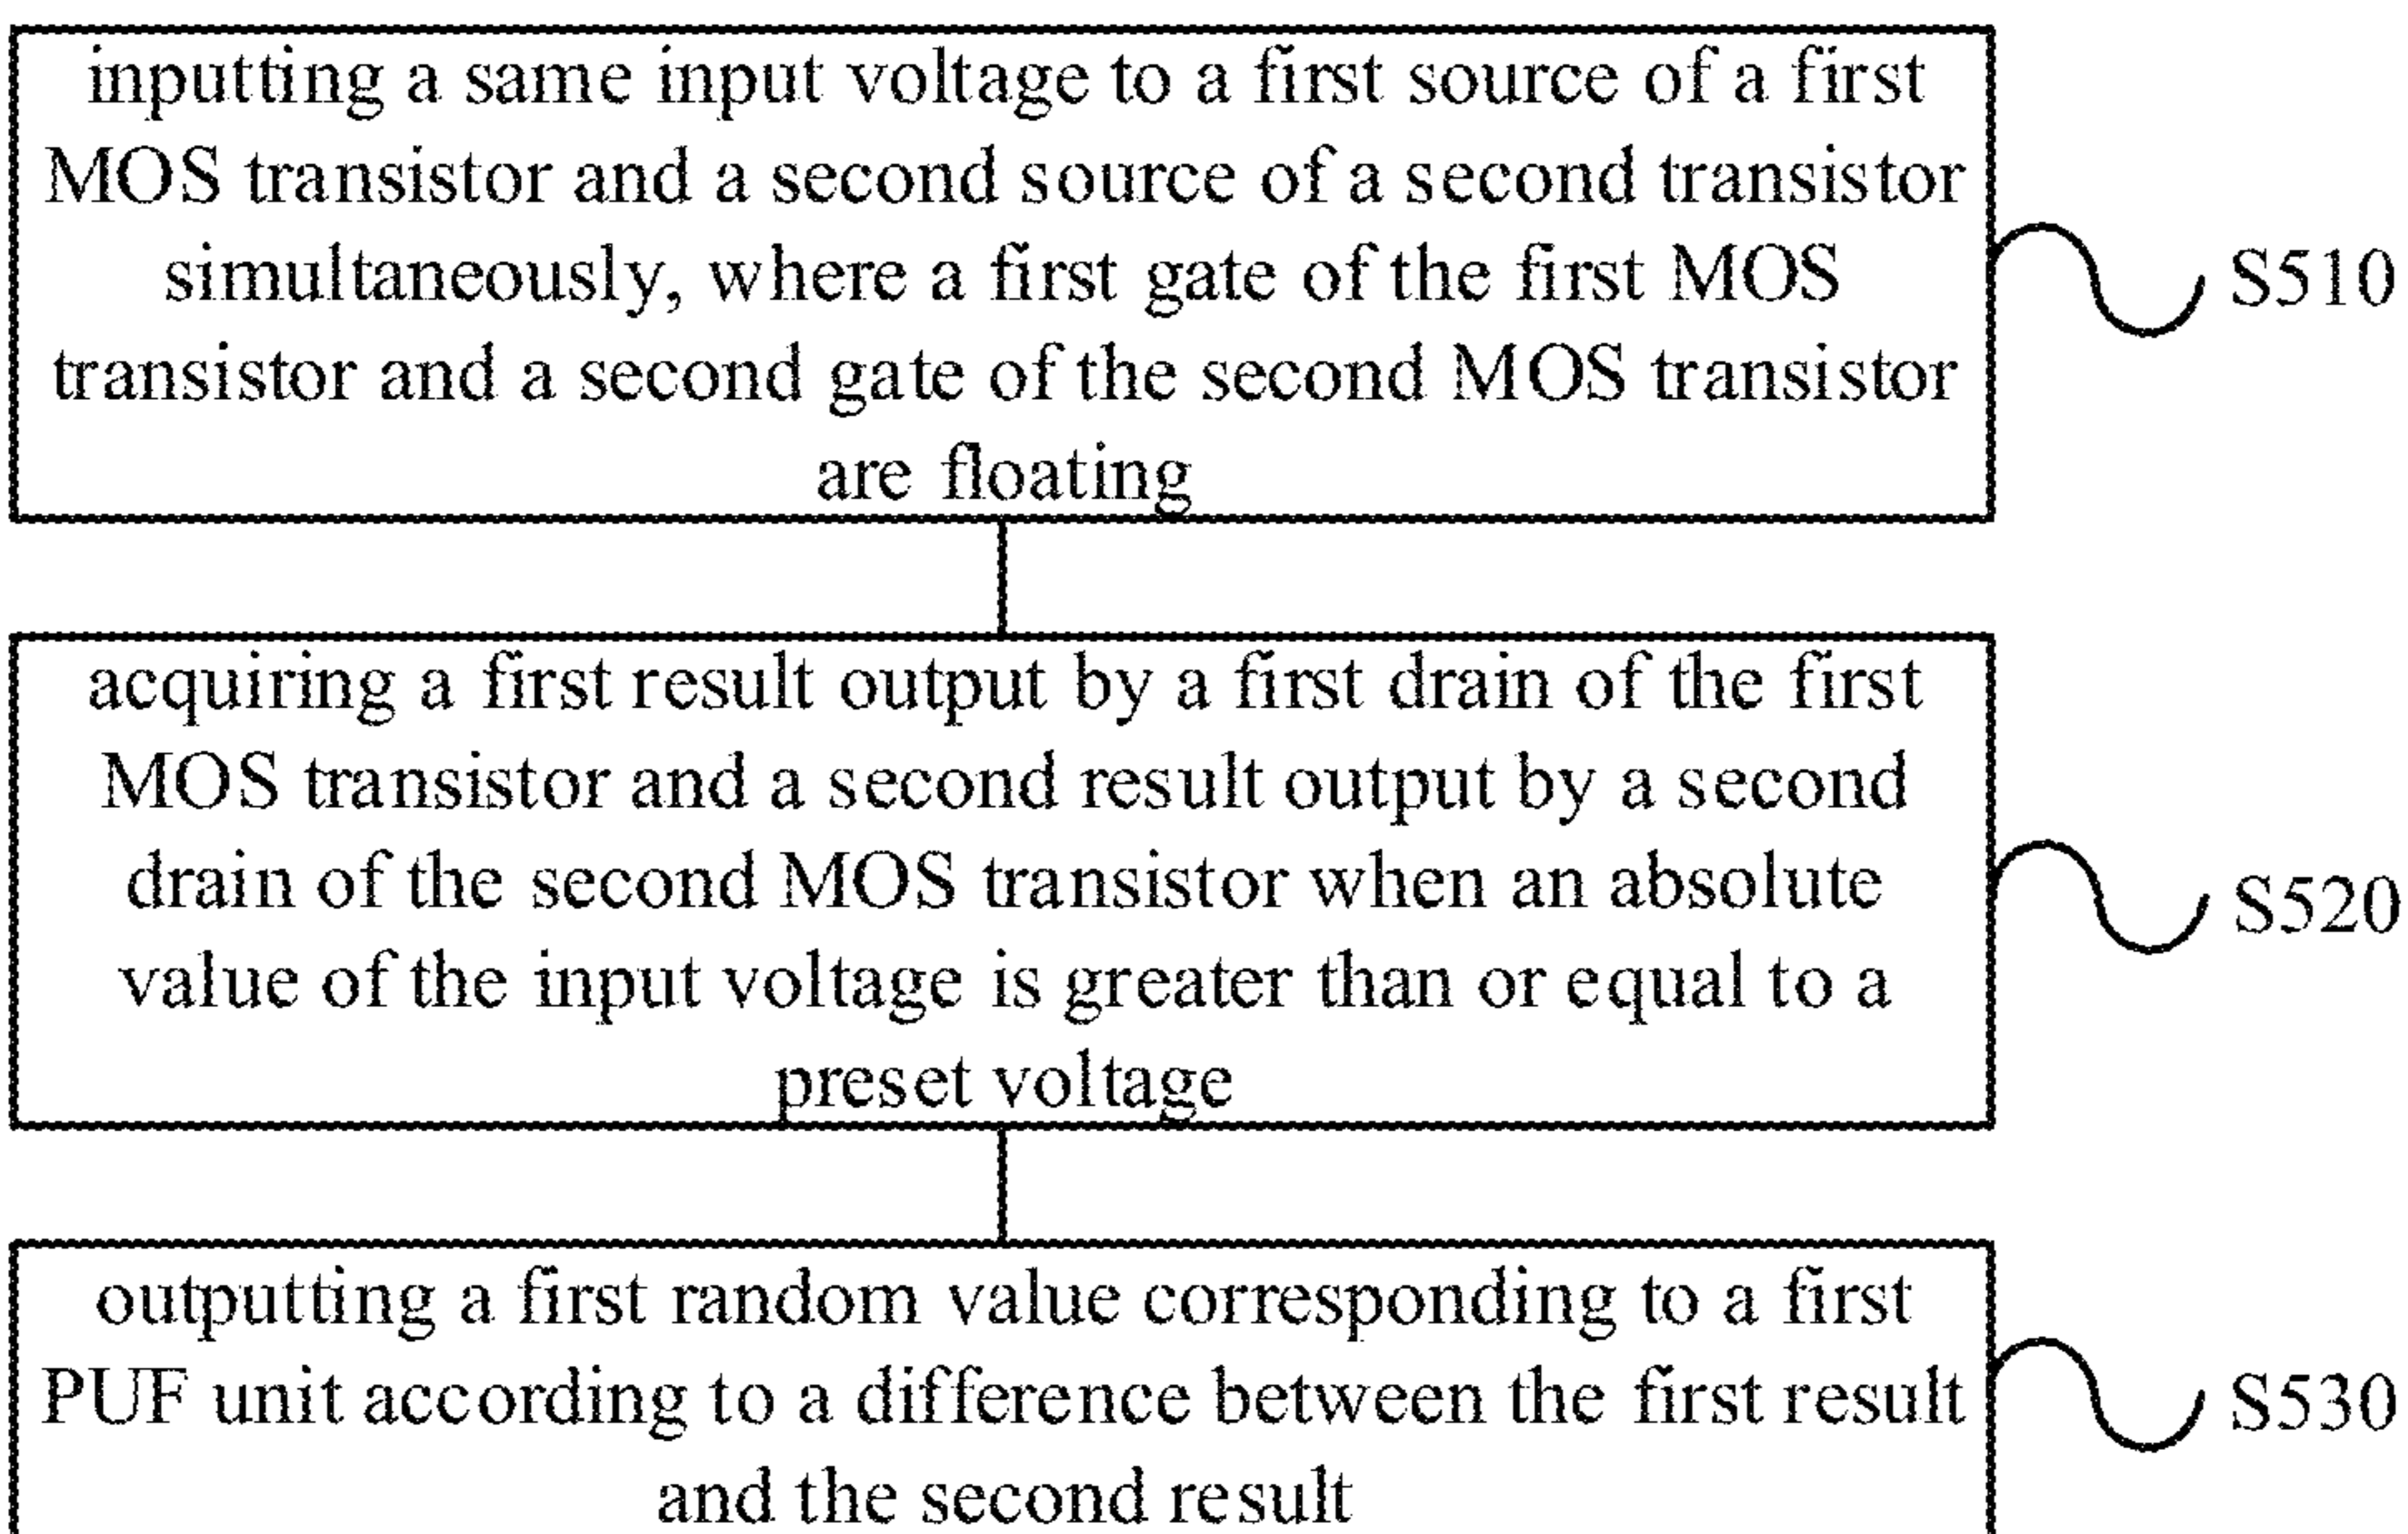 inputting a same input voltage to a first source of a first
MOS transistor and a second source of a second transistor
simultaneously, where a first gate of the first MOS
transistor and a second gate of the second MOS transistor
are floating
S510
acquiring a first result output by a first drain of the first
MOS transistor and a second result output by a second
drain of the second MOS transistor when an absolute
value of the input voltage is greater than or equal to a
preset voltage
S520
outputting a first random value corresponding to a first
PUF unit according to a difference between the first result
and the second result
S530